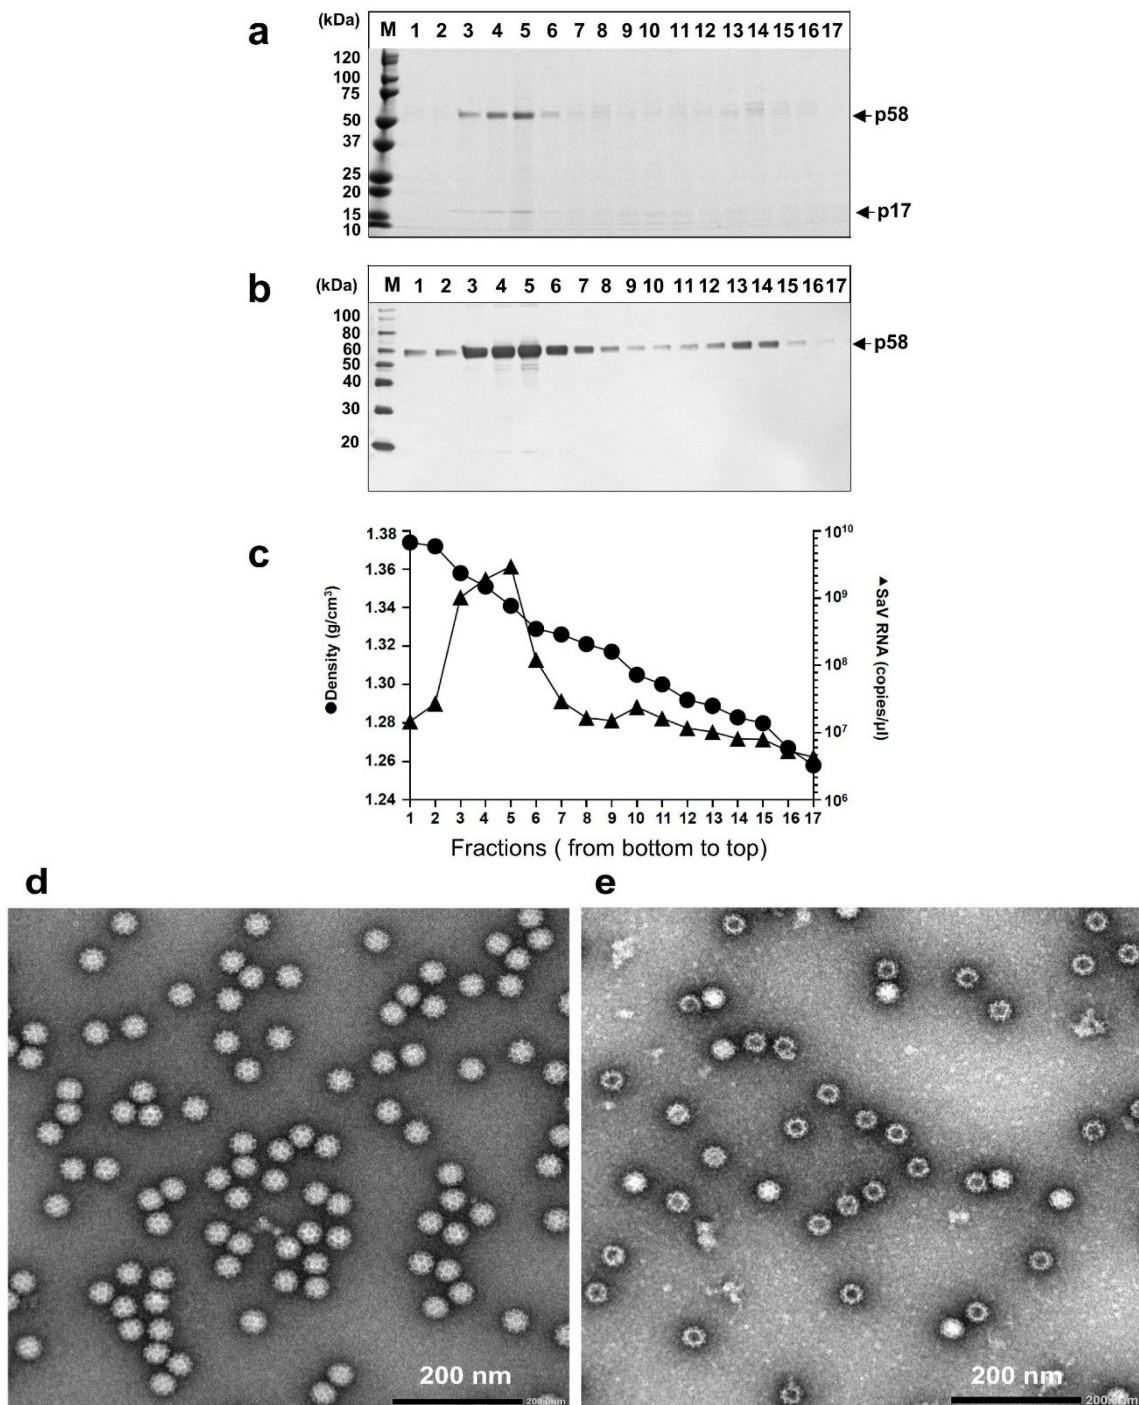 a
(kDa) M 1 2 3 4 5 6 7 8 9 10 11 12 13 14 15 16 17
120
100
75
50
37
25
20
15
10
p58
p17
b
(kDa) M 1 2 3 4 5 6 7 8 9 10 11 12 13 14 15 16 17
100
80
60
50
40
30
20
p58
c
●Density (g/cm³)
1.38
1.36
1.34
1.32
1.30
1.28
1.26
1.24
10¹⁰
10⁹
10⁸
10⁷
10⁶
▲SaV RNA (copies/µl)
1 2 3 4 5 6 7 8 9 10 11 12 13 14 15 16 17
Fractions ( from bottom to top)
d
e
200 nm
200 nm